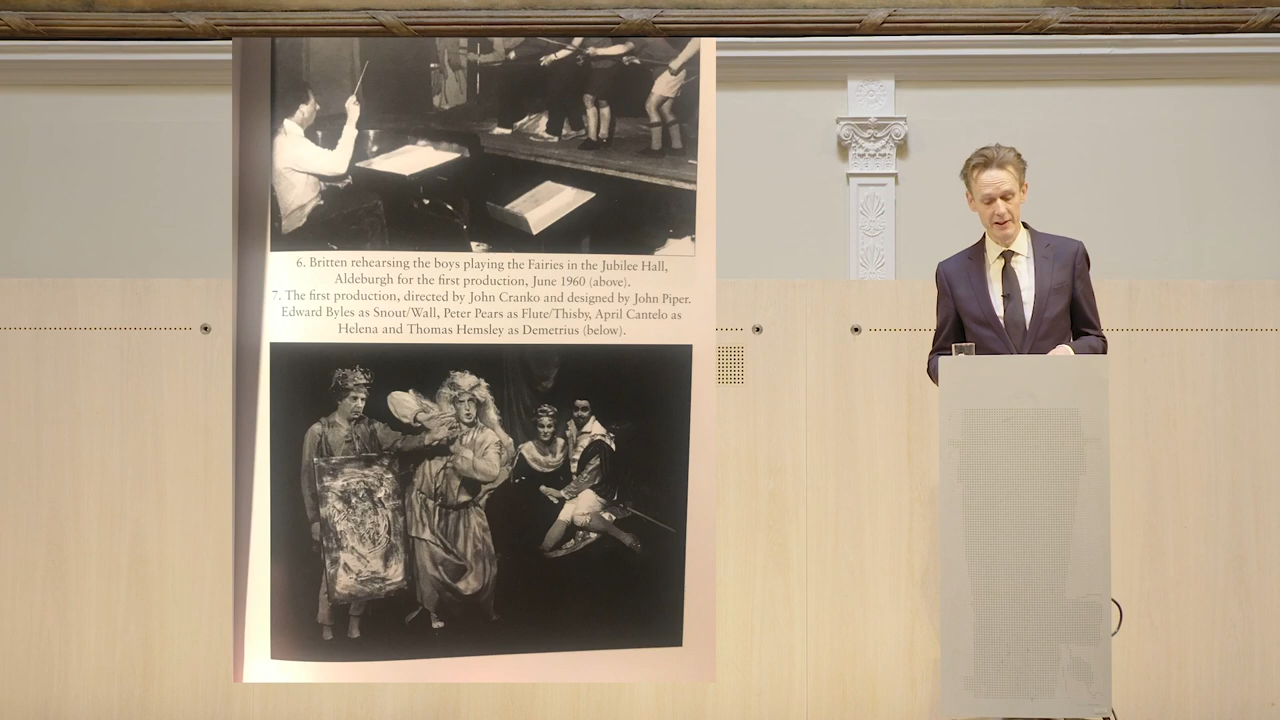 6. Britten rehearsing the boys playing the Fairies in the Jubilee Hall,
Aldeburgh for the first production, June 1960 (above).
7. The first production, directed by John Cranko and designed by John Piper.
Edward Byles as Snout/Wall, Peter Pears as Flute/Thisby, April Cantelo as
Helena and Thomas Hemsley as Demetrius (below).